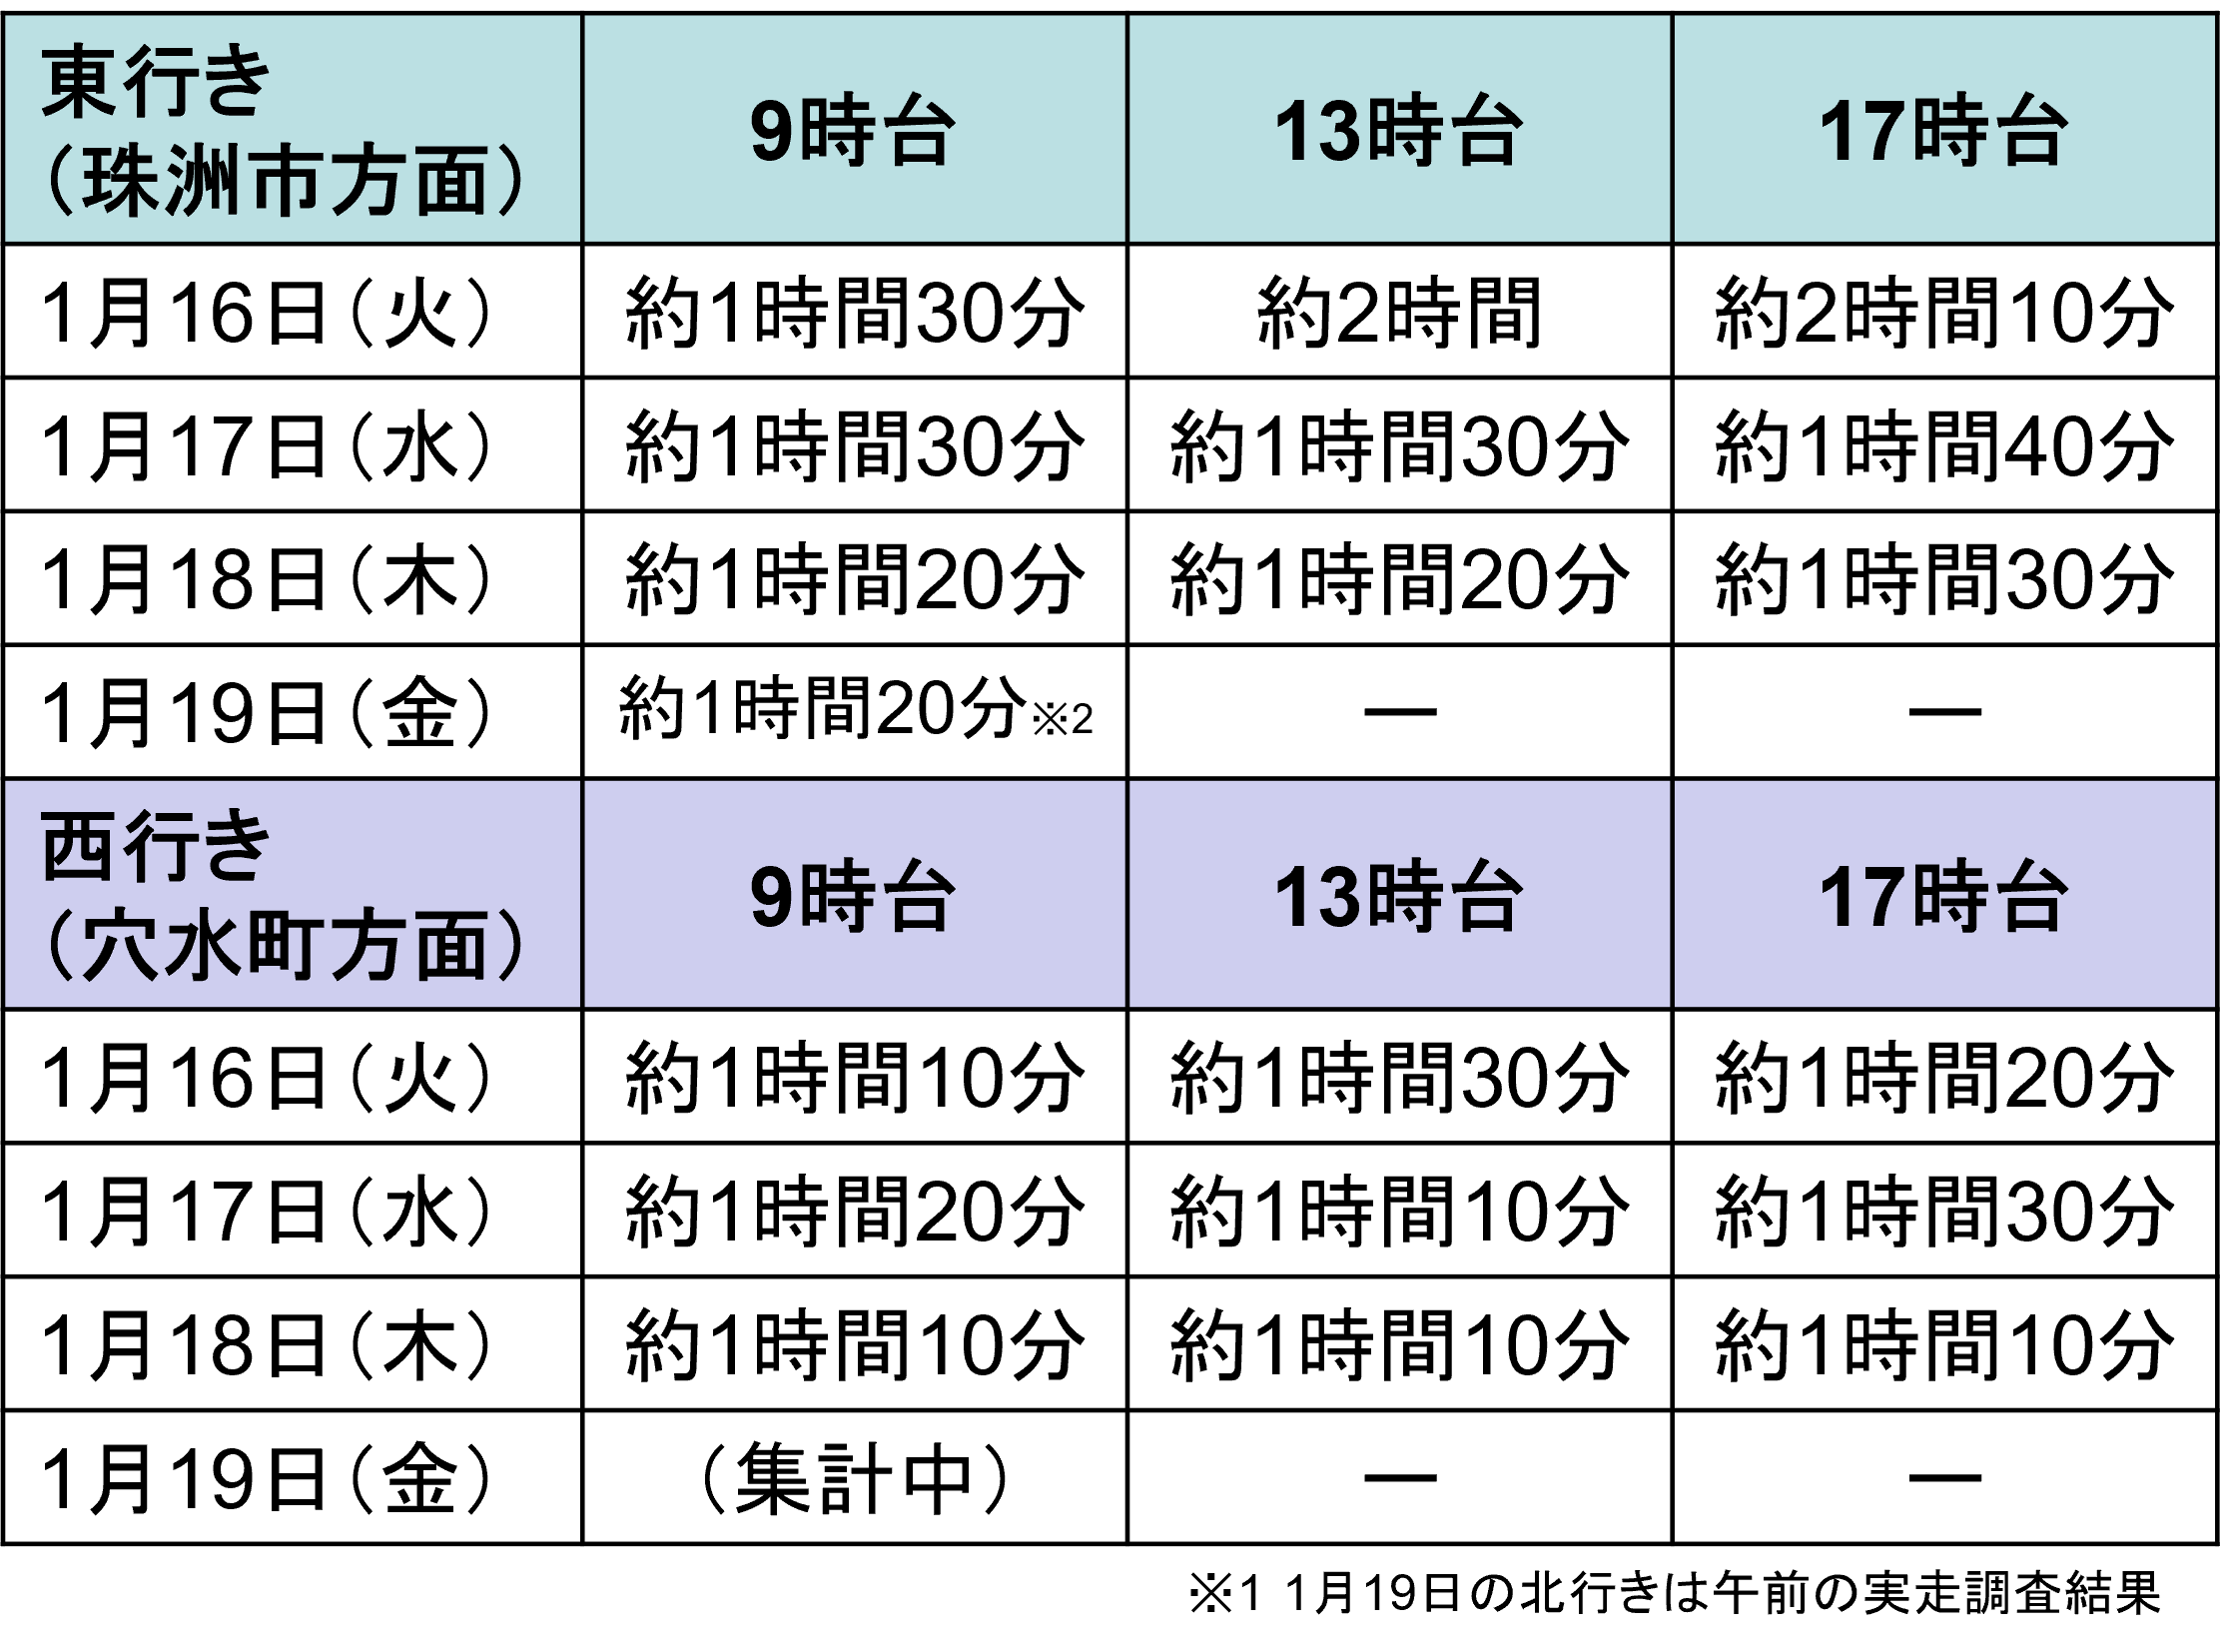 東行き
（珠洲市方面）
9時台 13時台 17時台
1月16日（火） 約1時間30分 約2時間 約2時間10分
1月17日（水） 約1時間30分 約1時間30分 約1時間40分
1月18日（木） 約1時間20分 約1時間20分 約1時間30分
1月19日（金） 約1時間20分※2 ― ―
西行き
（穴水町方面）
9時台 13時台 17時台
1月16日（火） 約1時間10分 約1時間30分 約1時間20分
1月17日（水） 約1時間20分 約1時間10分 約1時間30分
1月18日（木） 約1時間10分 約1時間10分 約1時間10分
1月19日（金） （集計中） ― ―
※1 1月19日の北行きは午前の実走調査結果